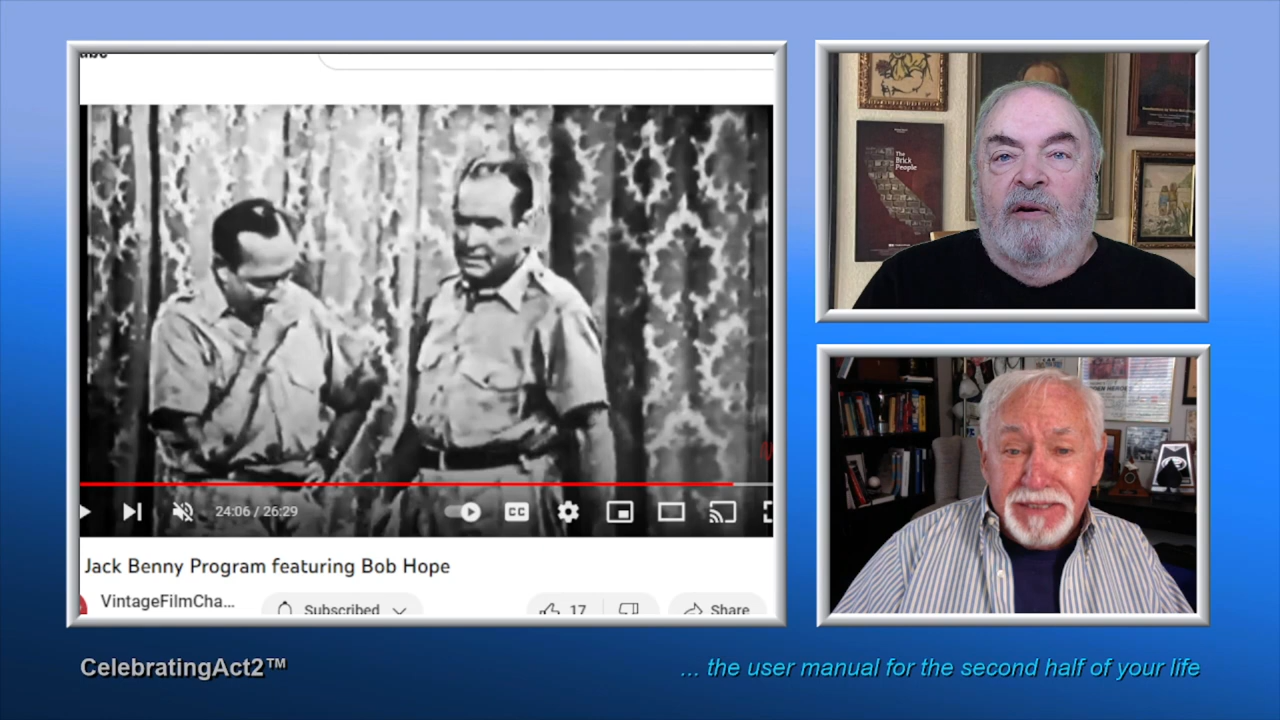 24:06 / 26:29
CC
Jack Benny Program featuring Bob Hope
VintageFilmCha...
Subscribed
17
Share
The
Brick
People
CelebratingAct2™
... the user manual for the second half of your life